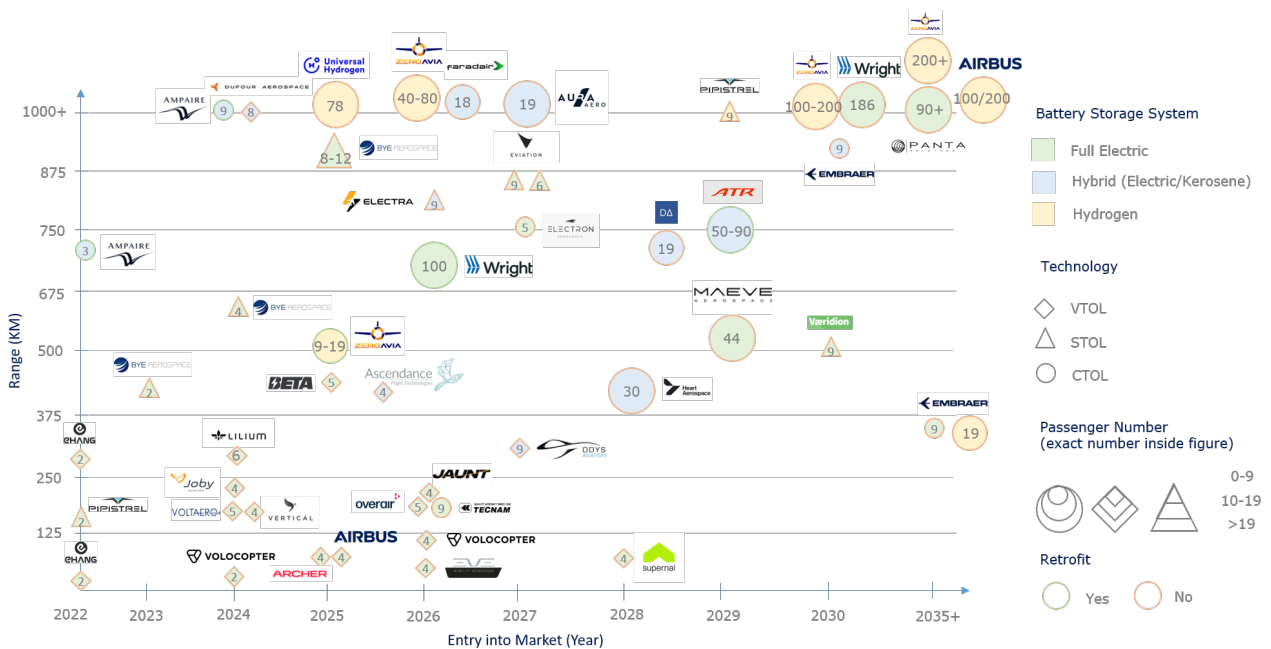 ZEROAVIA
200+
AIRBUS
Universal
Hydrogen
ZEROAVIA
faradair
ZEROAVIA
Wright
AMPAIRE
DUFOUR AEROSPACE
9
8
78
40-80
18
19
AURA
AERO
PIPISTREL
9
100-200
186
90+
100/200
1000+
8-12
BYE AEROSPACE
EVIATION
9
EMBRAER
PANTA
875
9
6
ELECTRA
9
ATR
5
ELECTRON
AEROSPACE
DΔ
19
50-90
750
3
AMPAIRE
100
Wright
675
4
BYE AEROSPACE
MAEVE
AEROSPACE
9-19
ZEROAVIA
44
Væridion
9
500
BYE AEROSPACE
2
BETA
5
Ascendance
Flight Technologies
4
30
Heart
Aerospace
EMBRAER
375
9
19
EHANG
2
LILIUM
6
9
ODYS
AVIATION
250
Joby
4
JAUNT
4
PIPISTREL
2
VOLTAERO
4
4
VERTICAL
overair
4
9
TECNAM
125
EHANG
2
VOLOCOPTER
2
ARCHER
4
4
AIRBUS
4
VOLOCOPTER
4
EVE
4
supernal
Range (KM)
2022
2023
2024
2025
2026
2027
2028
2029
2030
2035+
Entry into Market (Year)
Battery Storage System
Full Electric
Hybrid (Electric/Kerosene)
Hydrogen
Technology
VTOL
STOL
CTOL
Passenger Number
(exact number inside figure)
0-9
10-19
>19
Retrofit
Yes
No